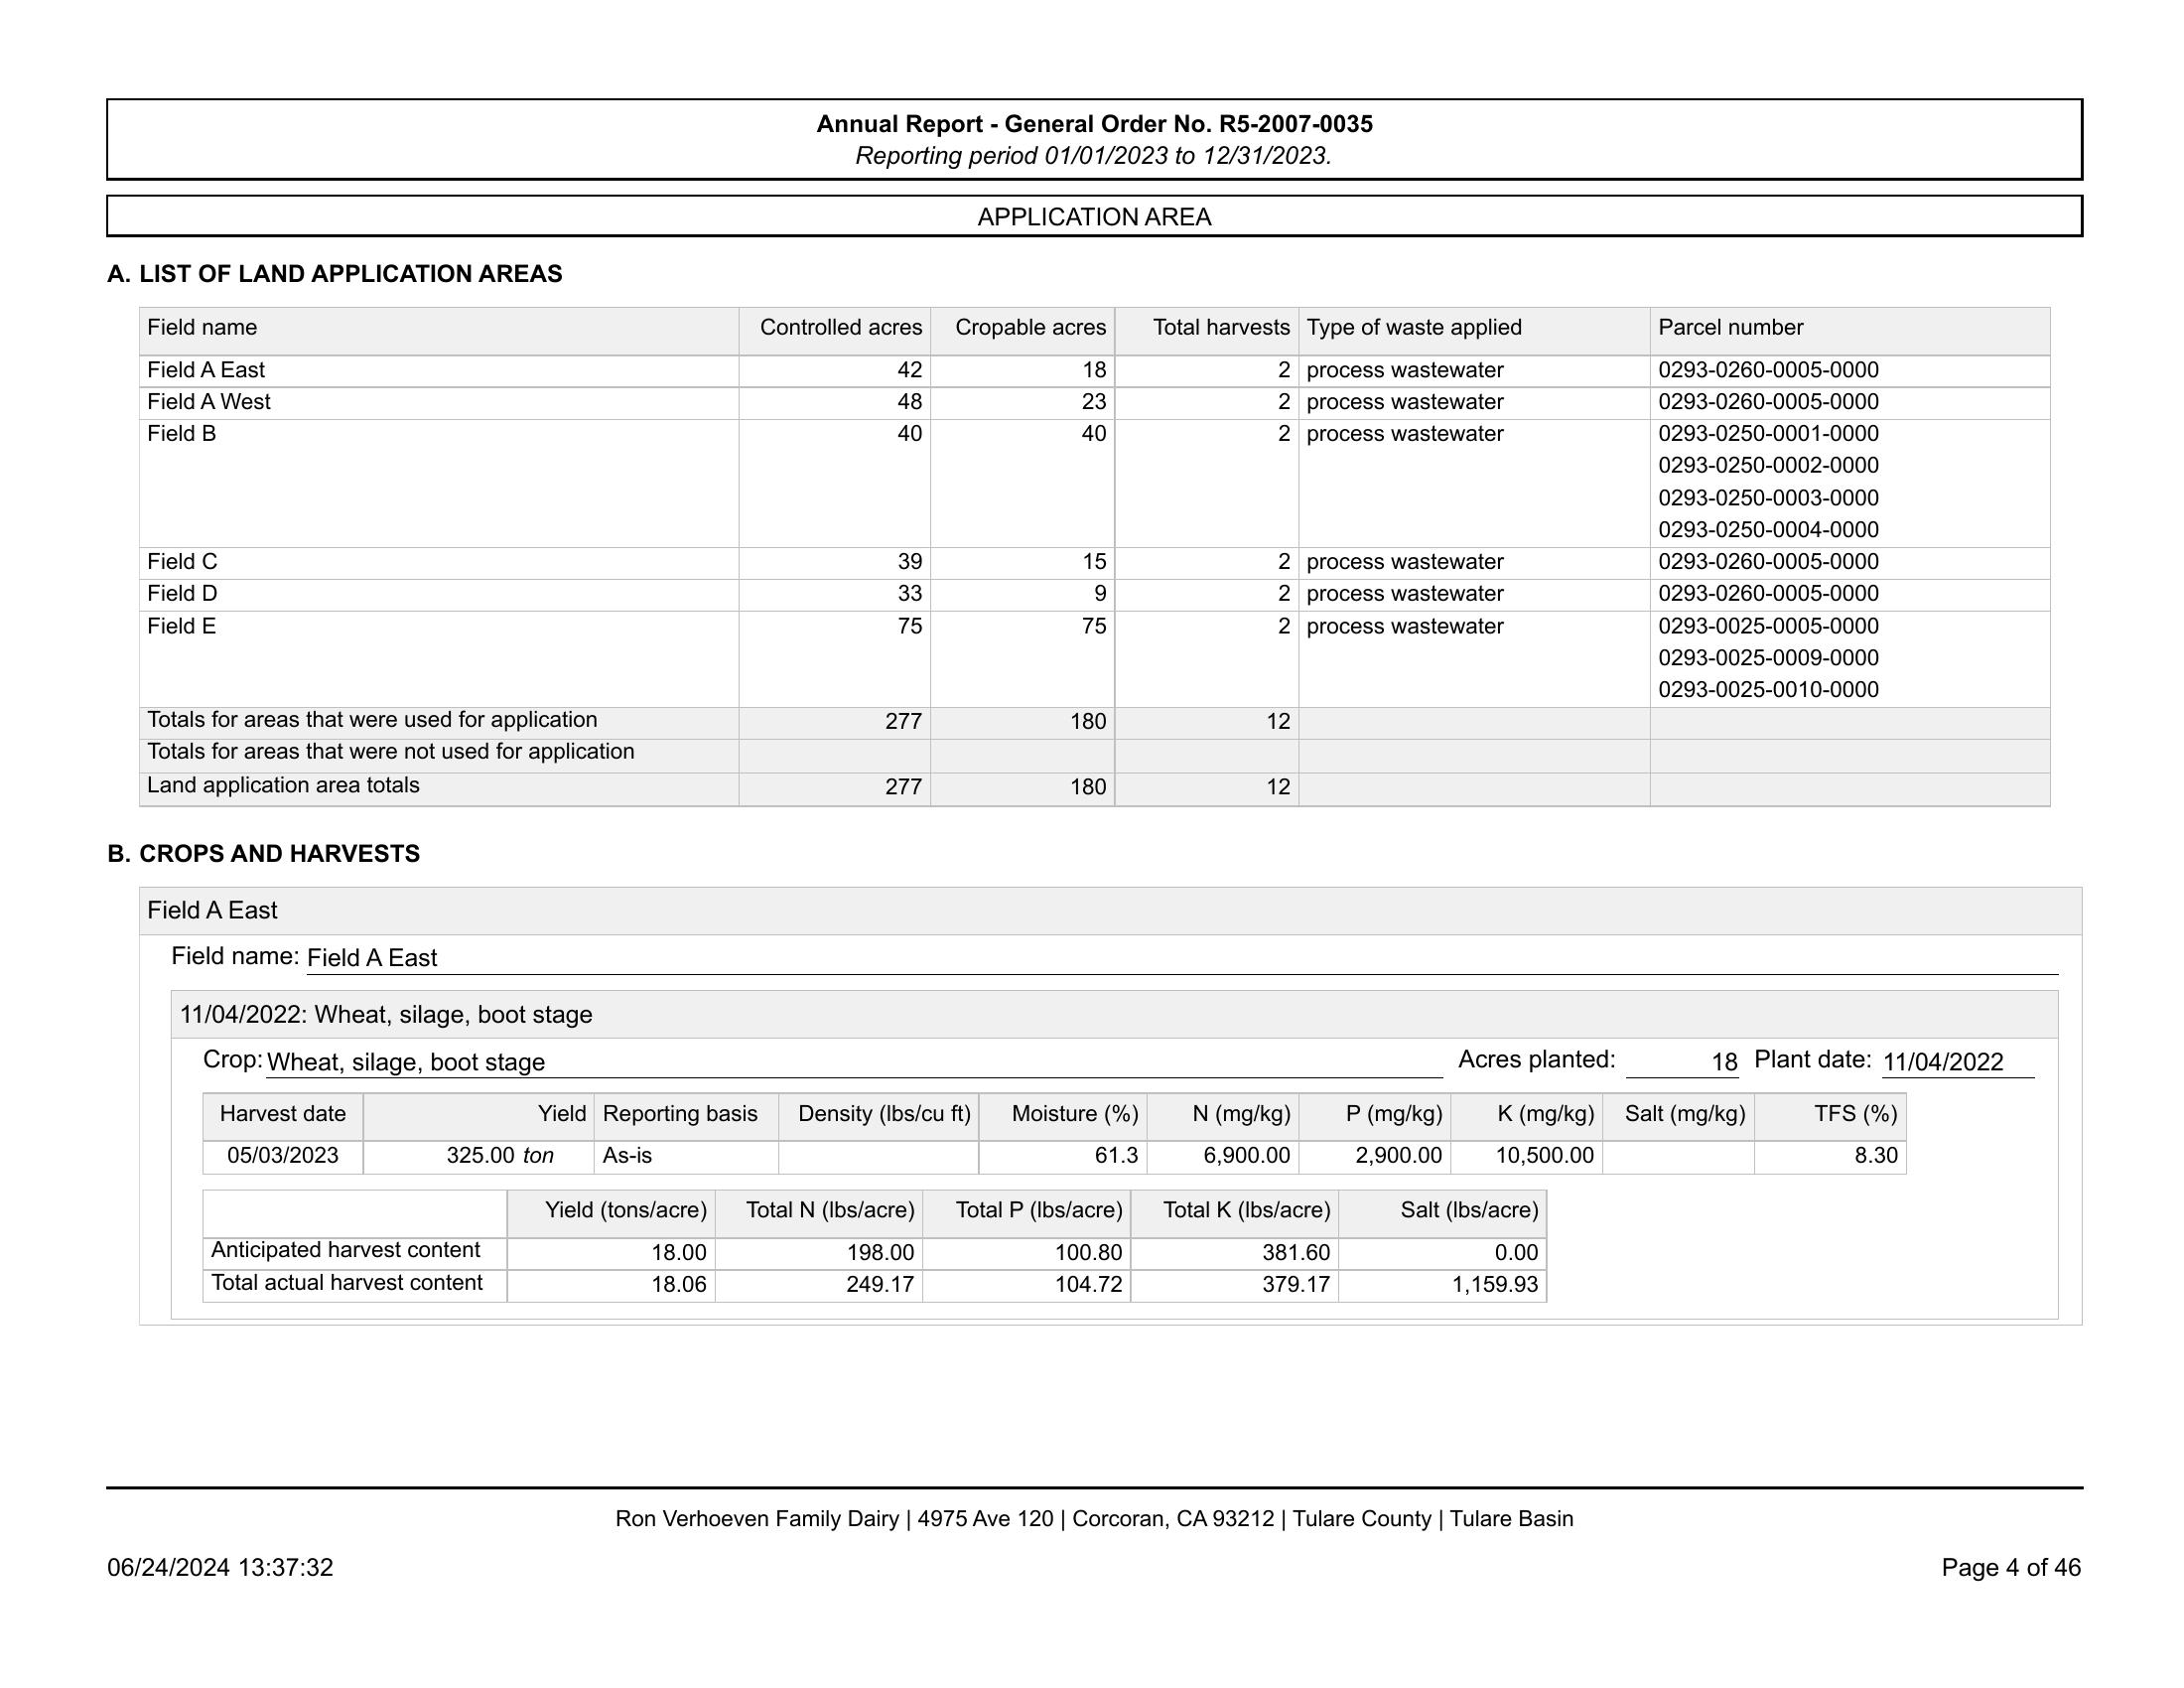 Annual Report - General Order No. R5-2007-0035
Reporting period 01/01/2023 to 12/31/2023.
APPLICATION AREA
A. LIST OF LAND APPLICATION AREAS
Field name Controlled acres Cropable acres Total harvests Type of waste applied Parcel number
Field A East 42 18 2 process wastewater 0293-0260-0005-0000
Field A West 48 23 2 process wastewater 0293-0260-0005-0000
Field B 40 40 2 process wastewater 0293-0250-0001-0000
0293-0250-0002-0000
0293-0250-0003-0000
0293-0250-0004-0000
Field C 39 15 2 process wastewater 0293-0260-0005-0000
Field D 33 9 2 process wastewater 0293-0260-0005-0000
Field E 75 75 2 process wastewater 0293-0025-0005-0000
0293-0025-0009-0000
0293-0025-0010-0000
Totals for areas that were used for application 277 180 12
Totals for areas that were not used for application
Land application area totals 277 180 12
B. CROPS AND HARVESTS
Field A East
Field name: Field A East
11/04/2022: Wheat, silage, boot stage
Crop: Wheat, silage, boot stage Acres planted: 18 Plant date: 11/04/2022
Harvest date Yield Reporting basis Density (lbs/cu ft) Moisture (%) N (mg/kg) P (mg/kg) K (mg/kg) Salt (mg/kg) TFS (%)
05/03/2023 325.00 ton As-is 61.3 6,900.00 2,900.00 10,500.00 8.30
Yield (tons/acre) Total N (lbs/acre) Total P (lbs/acre) Total K (lbs/acre) Salt (lbs/acre)
Anticipated harvest content 18.00 198.00 100.80 381.60 0.00
Total actual harvest content 18.06 249.17 104.72 379.17 1,159.93
Ron Verhoeven Family Dairy | 4975 Ave 120 | Corcoran, CA 93212 | Tulare County | Tulare Basin
06/24/2024 13:37:32 Page 4 of 46